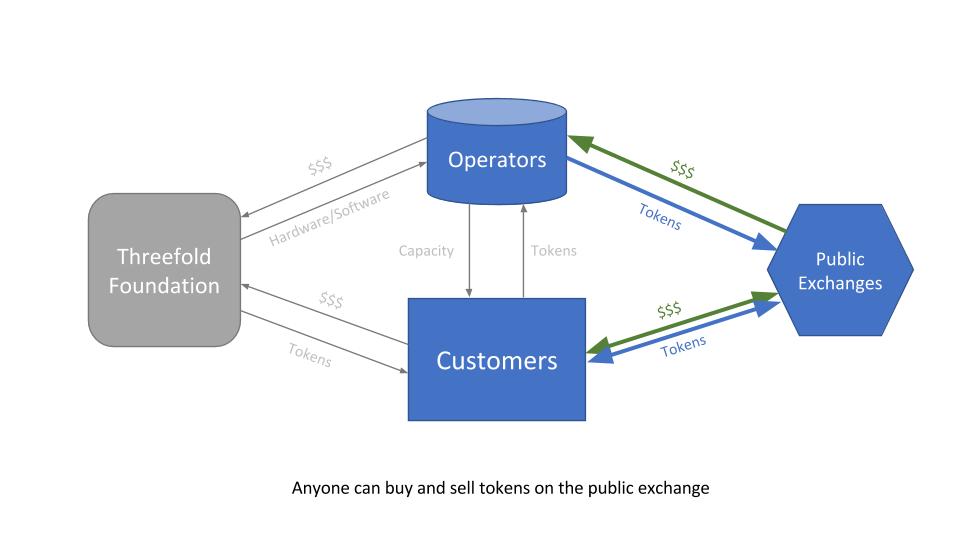 Operators
$$$
Hardware/Software
$$$
Tokens
Threefold
Foundation
Capacity
Tokens
Public
Exchanges
$$$
Tokens
Customers
$$$
Tokens
Anyone can buy and sell tokens on the public exchange